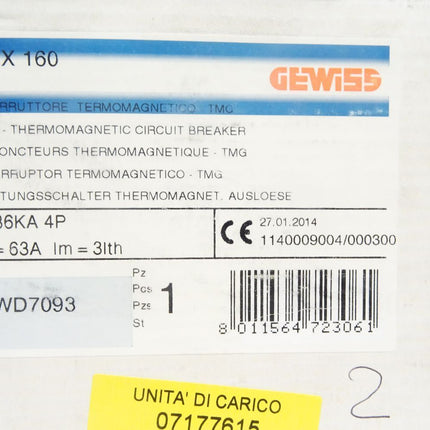 X 160
GEWISS
RRUTTORE TERMOMAGNETICO - TMG
- THERMOMAGNETIC CIRCUIT BREAKER
ONCTEURS THERMOMAGNETIQUE - TMG
ERRUPTOR TERMOMAGNETICO - TMG
TUNGSSCHALTER THERMOMAGNET. AUSLOESE
36KA 4P
= 63A Im = 3Ith
CE 27.01.2014
1140009004/000300
WD7093
Pz
Pcs
Pzs
St
1
8 011564 723061
2
UNITA' DI CARICO
07177615